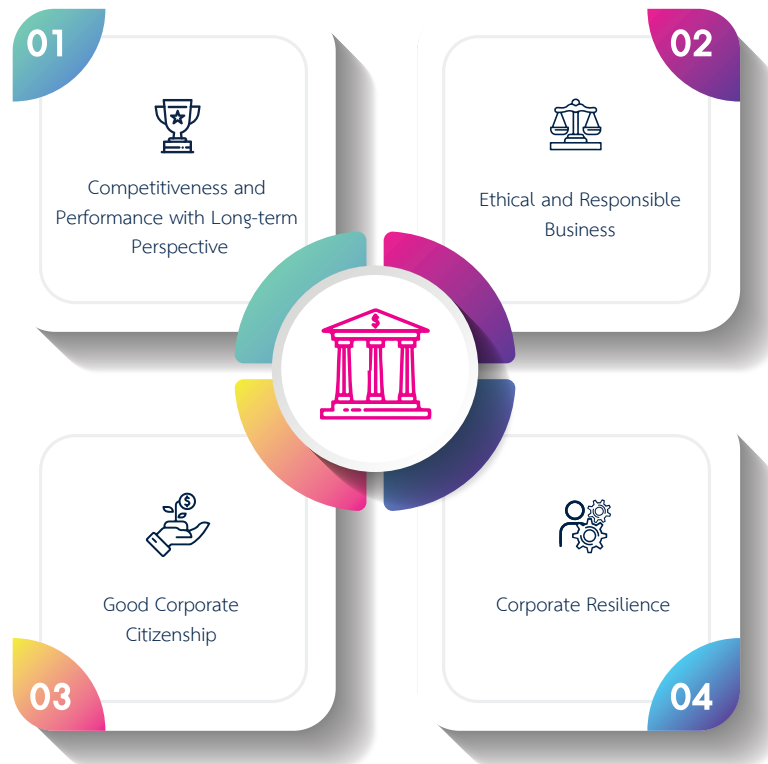 01
Competitiveness and
Performance with Long-term
Perspective
02
Ethical and Responsible
Business
$
$
Good Corporate
Citizenship
03
Corporate Resilience
04